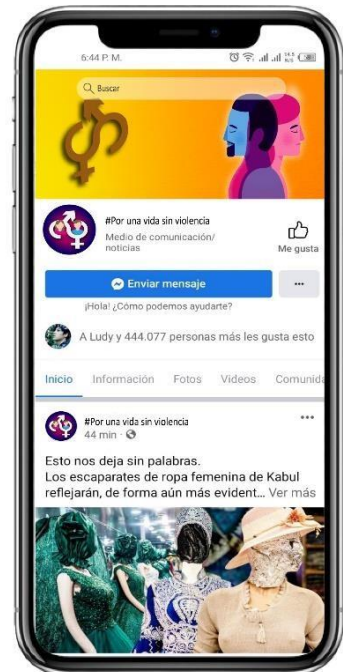 6:44 P. M.
Buscar
#Por una vida sin violencia
Medio de comunicación/
noticias
Me gusta
Enviar mensaje
¡Hola! ¿Cómo podemos ayudarte?
A Ludy y 444.077 personas más les gusta esto
Inicio Información Fotos Videos Comunida
#Por una vida sin violencia
44 min
Esto nos deja sin palabras.
Los escaparates de ropa femenina de Kabul
reflejarán, de forma aún más evident... Ver más